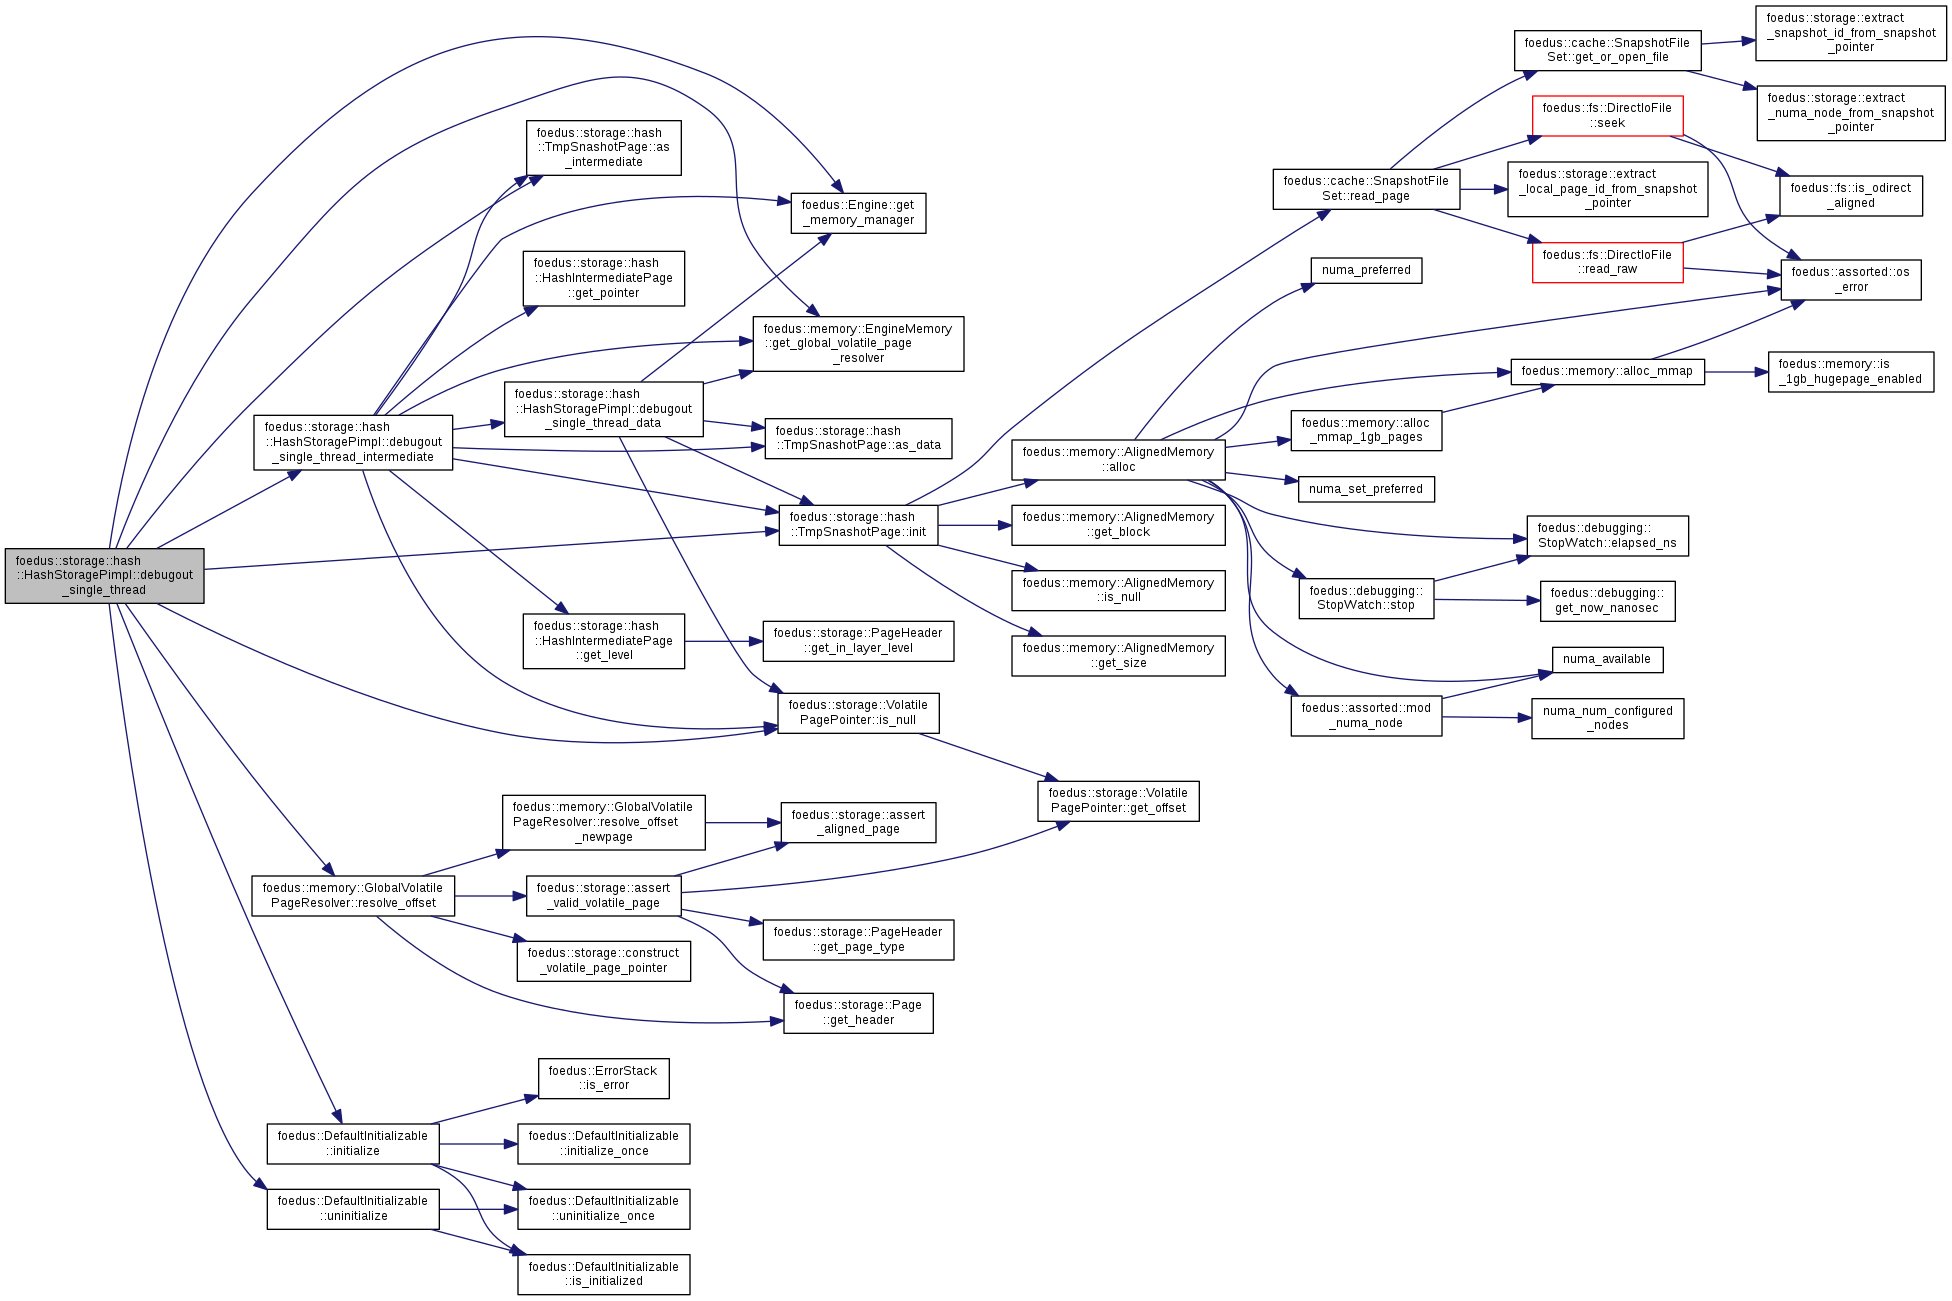 foedus::storage::hash
::HashStoragePimpl::debugout
_single_thread
foedus::storage::hash
::HashStoragePimpl::debugout
_single_thread_intermediate
foedus::memory::GlobalVolatile
PageResolver::resolve_offset
foedus::DefaultInitializable
::initialize
foedus::DefaultInitializable
::uninitialize
foedus::storage::hash
::TmpSnashotPage::as
_intermediate
foedus::storage::hash
::HashIntermediatePage
::get_pointer
foedus::storage::hash
::HashStoragePimpl::debugout
_single_thread_data
foedus::storage::hash
::HashIntermediatePage
::get_level
foedus::memory::GlobalVolatile
PageResolver::resolve_offset
_newpage
foedus::storage::assert
_valid_volatile_page
foedus::storage::construct
_volatile_page_pointer
foedus::ErrorStack
::is_error
foedus::DefaultInitializable
::initialize_once
foedus::DefaultInitializable
::uninitialize_once
foedus::DefaultInitializable
::is_initialized
foedus::Engine::get
_memory_manager
foedus::memory::EngineMemory
::get_global_volatile_page
_resolver
foedus::storage::hash
::TmpSnashotPage::as_data
foedus::storage::hash
::TmpSnashotPage::init
foedus::storage::PageHeader
::get_in_layer_level
foedus::storage::Volatile
PagePointer::is_null
foedus::storage::assert
_aligned_page
foedus::storage::PageHeader
::get_page_type
foedus::storage::Page
::get_header
foedus::memory::AlignedMemory
::alloc
foedus::memory::AlignedMemory
::get_block
foedus::memory::AlignedMemory
::is_null
foedus::memory::AlignedMemory
::get_size
foedus::storage::Volatile
PagePointer::get_offset
foedus::cache::SnapshotFile
Set::read_page
numa_preferred
foedus::memory::alloc
_mmap_1gb_pages
numa_set_preferred
foedus::debugging::
StopWatch::stop
foedus::assorted::mod
_numa_node
foedus::cache::SnapshotFile
Set::get_or_open_file
foedus::fs::DirectIoFile
::seek
foedus::storage::extract
_local_page_id_from_snapshot
_pointer
foedus::fs::DirectIoFile
::read_raw
foedus::memory::alloc_mmap
foedus::debugging::
StopWatch::elapsed_ns
foedus::debugging::
get_now_nanosec
numa_available
numa_num_configured
_nodes
foedus::storage::extract
_snapshot_id_from_snapshot
_pointer
foedus::storage::extract
_numa_node_from_snapshot
_pointer
foedus::fs::is_odirect
_aligned
foedus::assorted::os
_error
foedus::memory::is
_1gb_hugepage_enabled